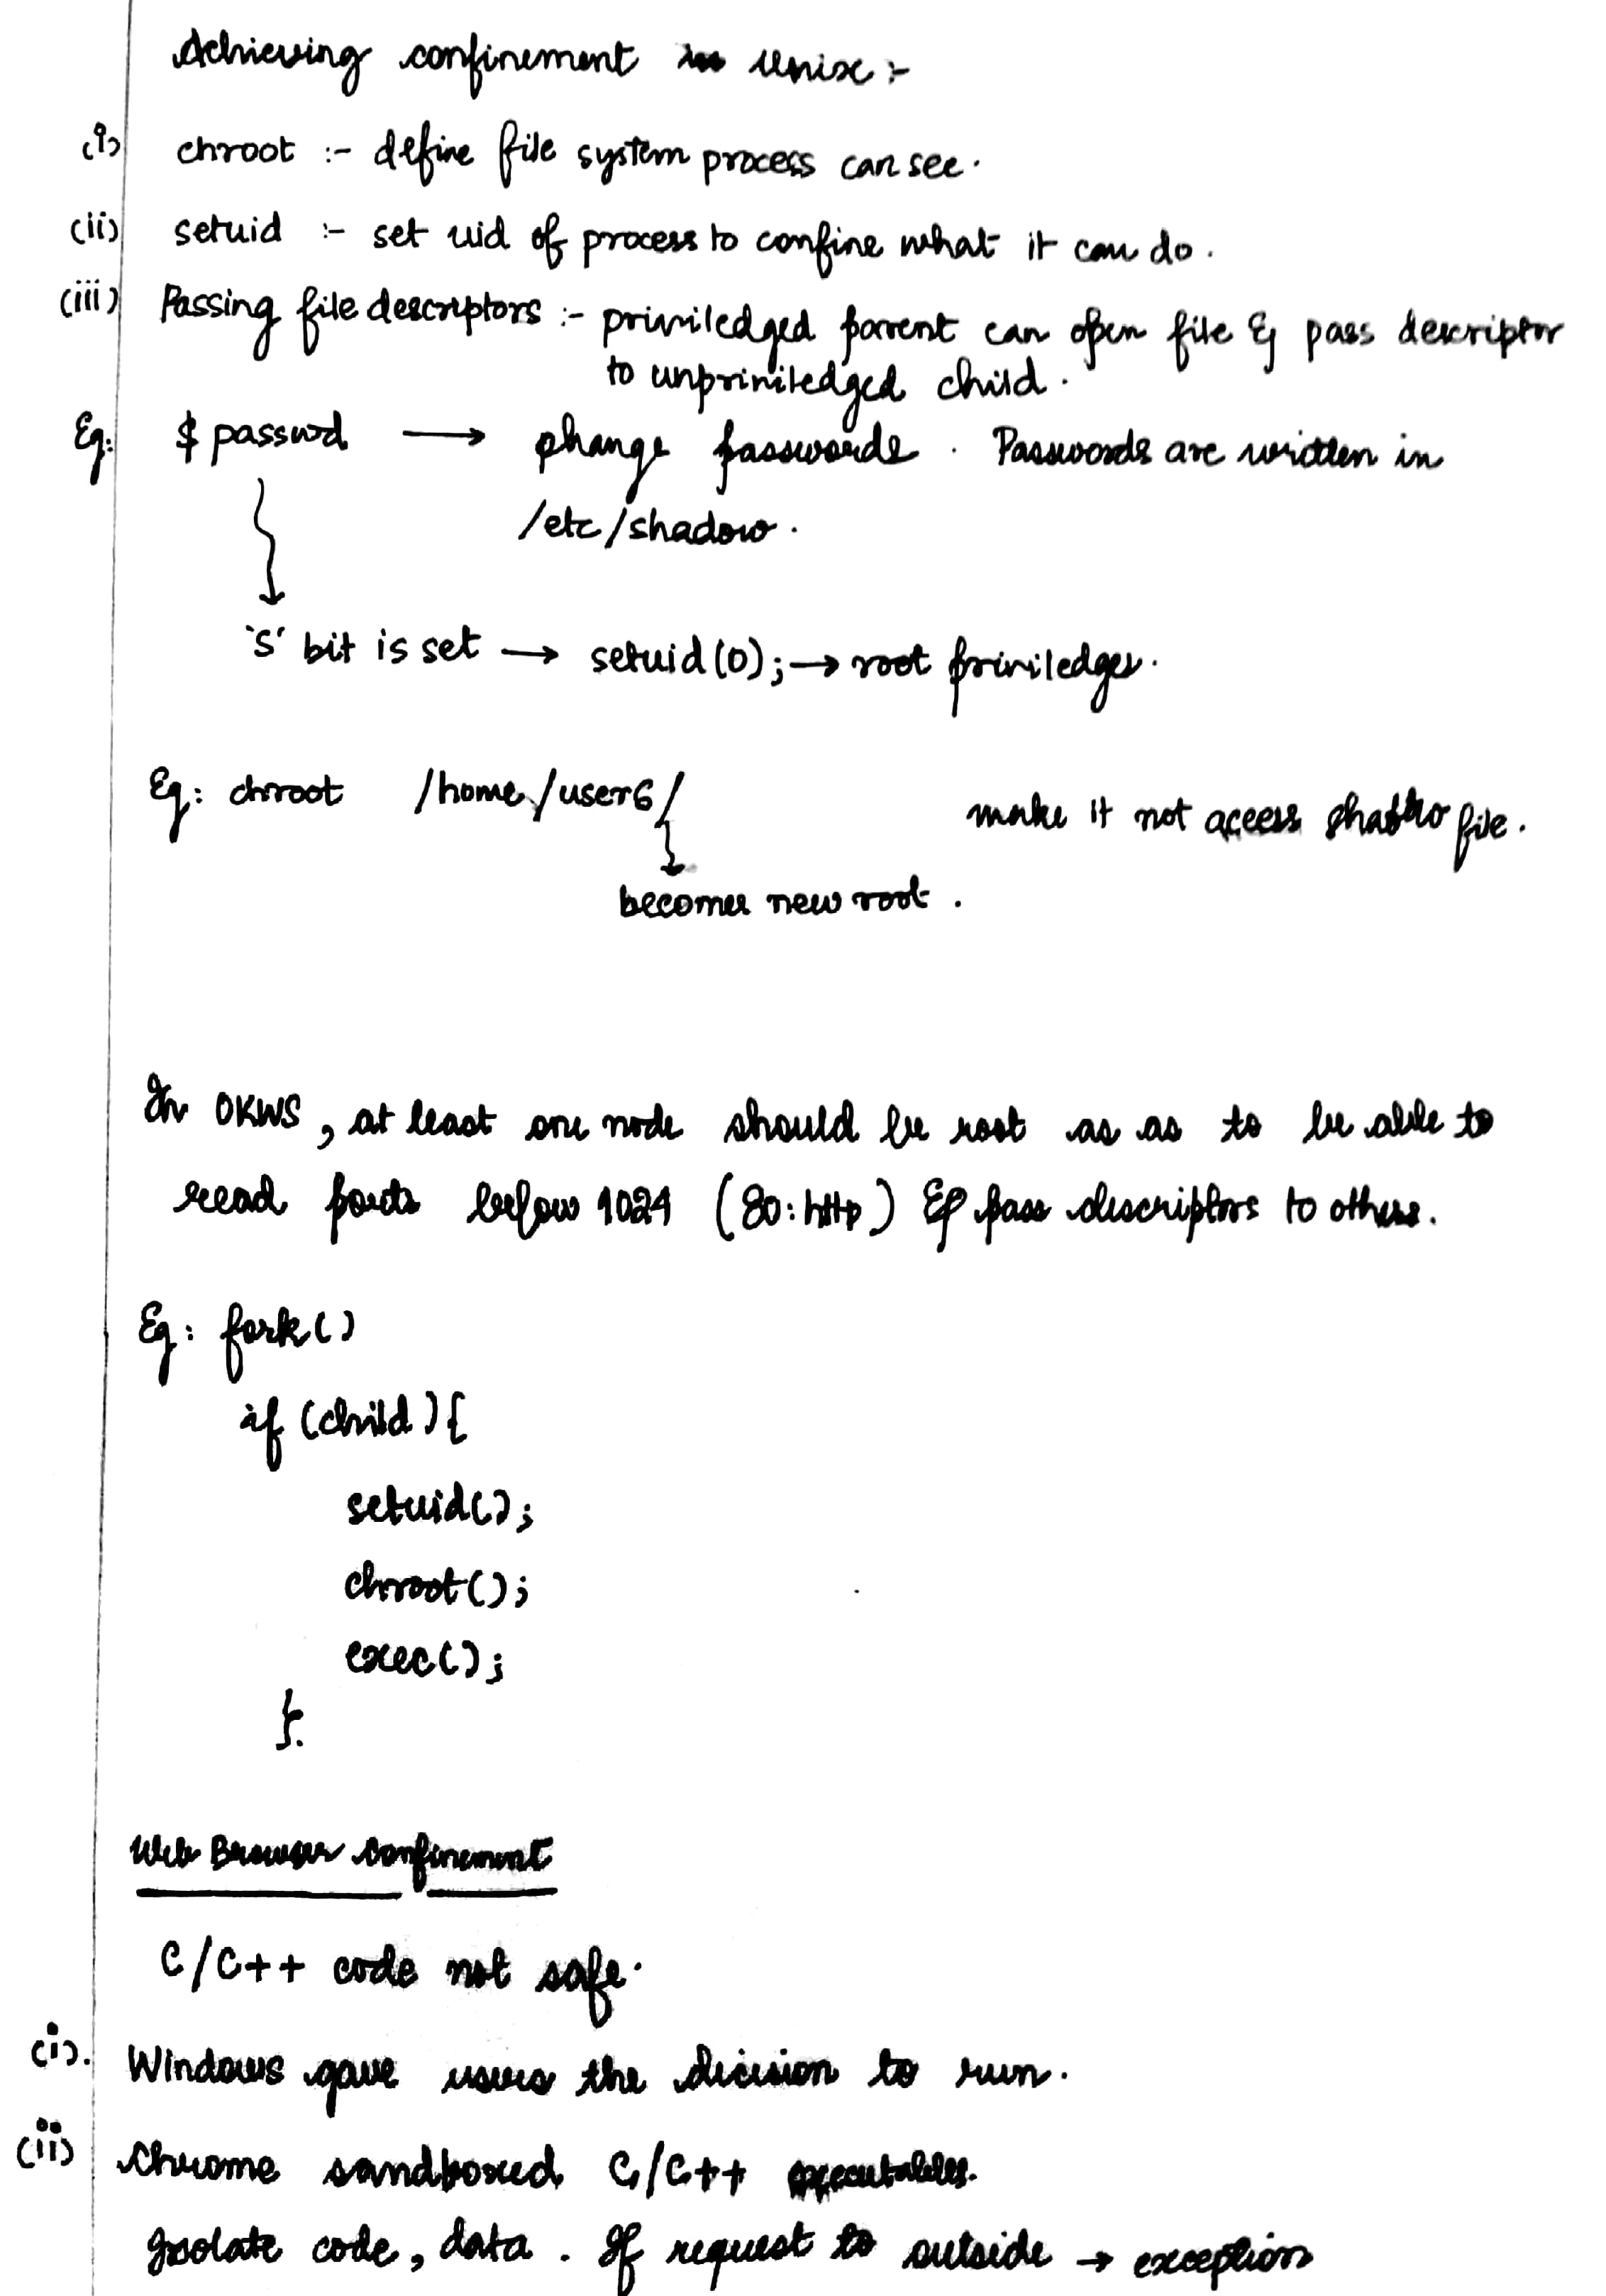 Achieving confinement in Unix :-
(i) chroot :- define file system process can see.
(ii) setuid :- set uid of process to confine what it can do.
(iii) Passing file descriptors :- priviledged parent can open file & pass descriptor
to unpriviledged child.
Eg: $ passwd → change passwords. Passwords are written in
/etc/shadow.
's' bit is set → setuid(0); → root priviledges.
Eg: chroot /home/user6/ make it not access file.
becomes new root.
In OKWS, at least one node should be root as as to be able to
read ports below 1024 (80:http) & pass descriptors to others.
Eg: fork()
if (child){
setuid();
chroot();
exec();
}.
Web Browser Confinement
C/C++ code not safe.
(i). Windows gave users the dicision to run.
(ii) Chrome sandboxed C/C++ executables.
Isolate code, data. If request to outside → exception